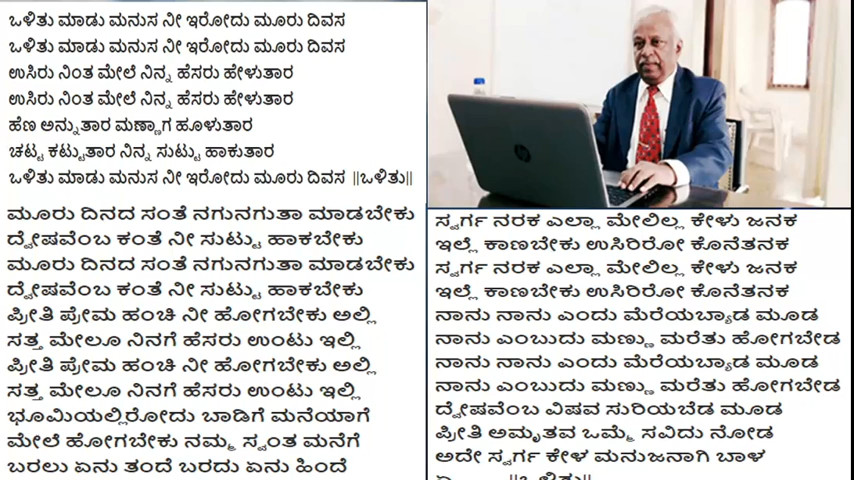 ಒಳಿತು ಮಾಡು ಮನುಸ ನೀ ಇರೋದು ಮೂರು ದಿವಸ
ಒಳಿತು ಮಾಡು ಮನುಸ ನೀ ಇರೋದು ಮೂರು ದಿವಸ
ಉಸಿರು ನಿಂತ ಮೇಲೆ ನಿನ್ನ ಹೆಸರು ಹೇಳುತಾರ
ಉಸಿರು ನಿಂತ ಮೇಲೆ ನಿನ್ನ ಹೆಸರು ಹೇಳುತಾರ
ಹೆಣ ಅನ್ನುತಾರ ಮಣ್ಣಾಗ ಹೂಳುತಾರ
ಚಟ್ಟ ಕಟ್ಟುತಾರ ನಿನ್ನ ಸುಟ್ಟು ಹಾಕುತಾರ
ಒಳಿತು ಮಾಡು ಮನುಸ ನೀ ಇರೋದು ಮೂರು ದಿವಸ ||ಒಳಿತು||
ಮೂರು ದಿನದ ಸಂತೆ ನಗುನಗುತಾ ಮಾಡಬೇಕು
ದ್ವೇಷವೆಂಬ ಕಂತೆ ನೀ ಸುಟ್ಟು ಹಾಕಬೇಕು
ಮೂರು ದಿನದ ಸಂತೆ ನಗುನಗುತಾ ಮಾಡಬೇಕು
ದ್ವೇಷವೆಂಬ ಕಂತೆ ನೀ ಸುಟ್ಟು ಹಾಕಬೇಕು
ಪ್ರೀತಿ ಪ್ರೇಮ ಹಂಚಿ ನೀ ಹೋಗಬೇಕು ಅಲ್ಲಿ
ಸತ್ತ ಮೇಲೂ ನಿನಗೆ ಹೆಸರು ಉಂಟು ಇಲ್ಲಿ
ಪ್ರೀತಿ ಪ್ರೇಮ ಹಂಚಿ ನೀ ಹೋಗಬೇಕು ಅಲ್ಲಿ
ಸತ್ತ ಮೇಲೂ ನಿನಗೆ ಹೆಸರು ಉಂಟು ಇಲ್ಲಿ
ಭೂಮಿಯಲ್ಲಿರೋದು ಬಾಡಿಗೆ ಮನೆಯಾಗೆ
ಮೇಲೆ ಹೋಗಬೇಕು ನಮ್ಮ ಸ್ವಂತ ಮನೆಗೆ
ಬರಲು ಏನು ತಂದೆ ಬರದು ಏನು ಹಿಂದೆ
ಸ್ವರ್ಗ ನರಕ ಎಲ್ಲಾ ಮೇಲಿಲ್ಲ ಕೇಳು ಜನಕ
ಇಲ್ಲೆ ಕಾಣಬೇಕು ಉಸಿರಿರೋ ಕೊನೆತನಕ
ಸ್ವರ್ಗ ನರಕ ಎಲ್ಲಾ ಮೇಲಿಲ್ಲ ಕೇಳು ಜನಕ
ಇಲ್ಲೆ ಕಾಣಬೇಕು ಉಸಿರಿರೋ ಕೊನೆತನಕ
ನಾನು ನಾನು ಎಂದು ಮೆರೆಯಬ್ಯಾಡ ಮೂಢ
ನಾನು ಎಂಬುದು ಮಣ್ಣು ಮರೆತು ಹೋಗಬೇಡ
ನಾನು ನಾನು ಎಂದು ಮೆರೆಯಬ್ಯಾಡ ಮೂಢ
ನಾನು ಎಂಬುದು ಮಣ್ಣು ಮರೆತು ಹೋಗಬೇಡ
ದ್ವೇಷವೆಂಬ ವಿಷವ ಸುರಿಯಬೆಡ ಮೂಢ
ಪ್ರೀತಿ ಅಮೃತವ ಒಮ್ಮೆ ಸವಿದು ನೋಡ
ಅದೇ ಸ್ವರ್ಗ ಕೇಳ ಮನುಜನಾಗಿ ಬಾಳ
||ಒಳಿತು||